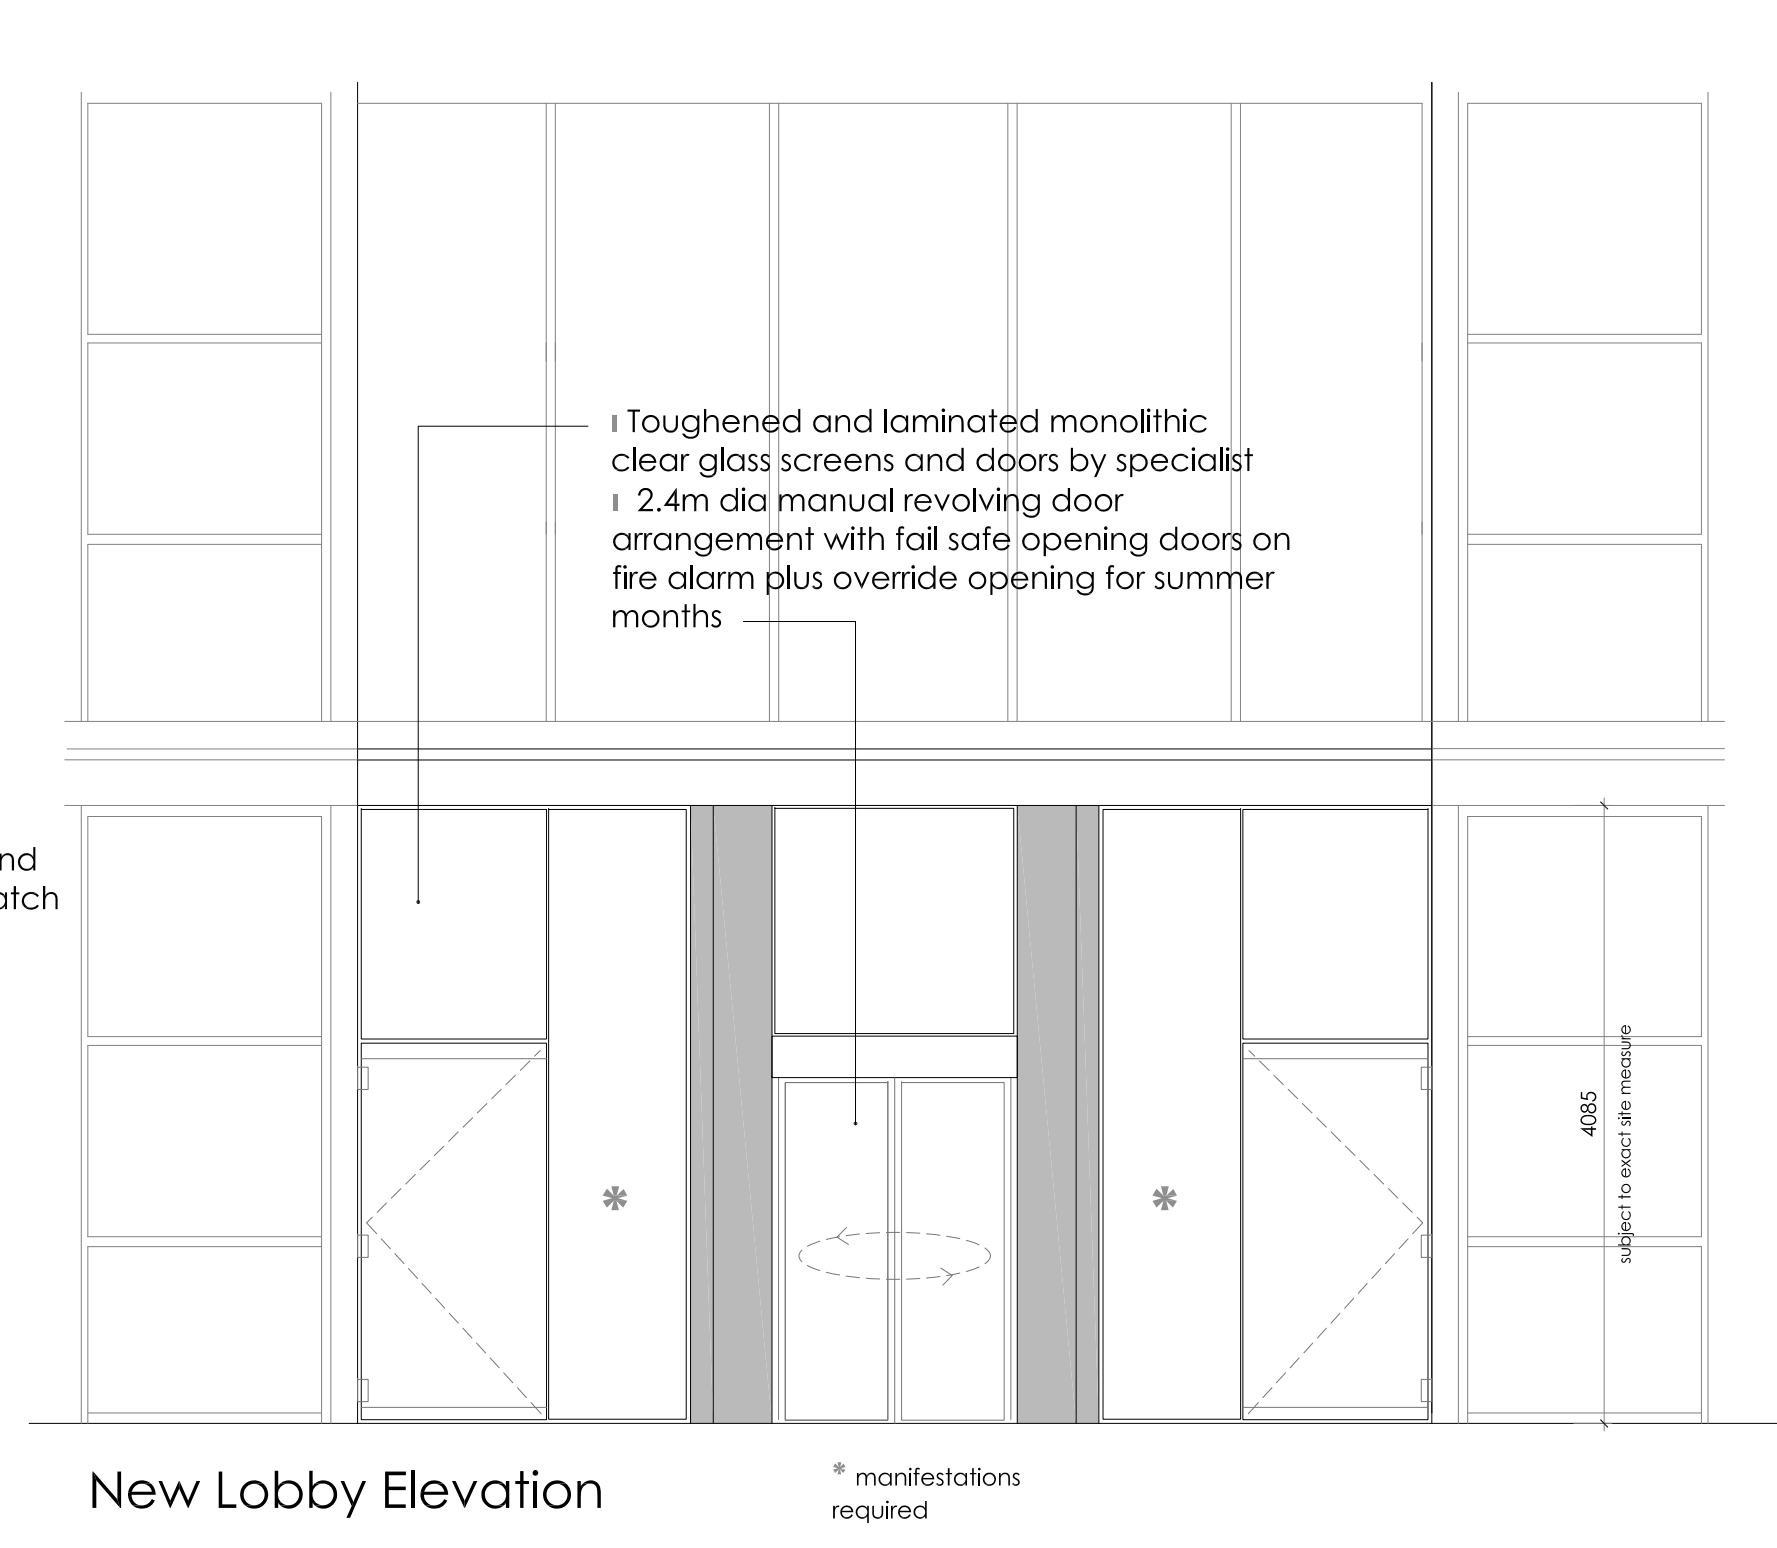 Toughened and laminated monolithic
clear glass screens and doors by specialist
2.4m dia manual revolving door
arrangement with fail safe opening doors on
fire alarm plus override opening for summer
months
nd
atch
*
*
4085
subject to exact site measure
New Lobby Elevation
* manifestations
required